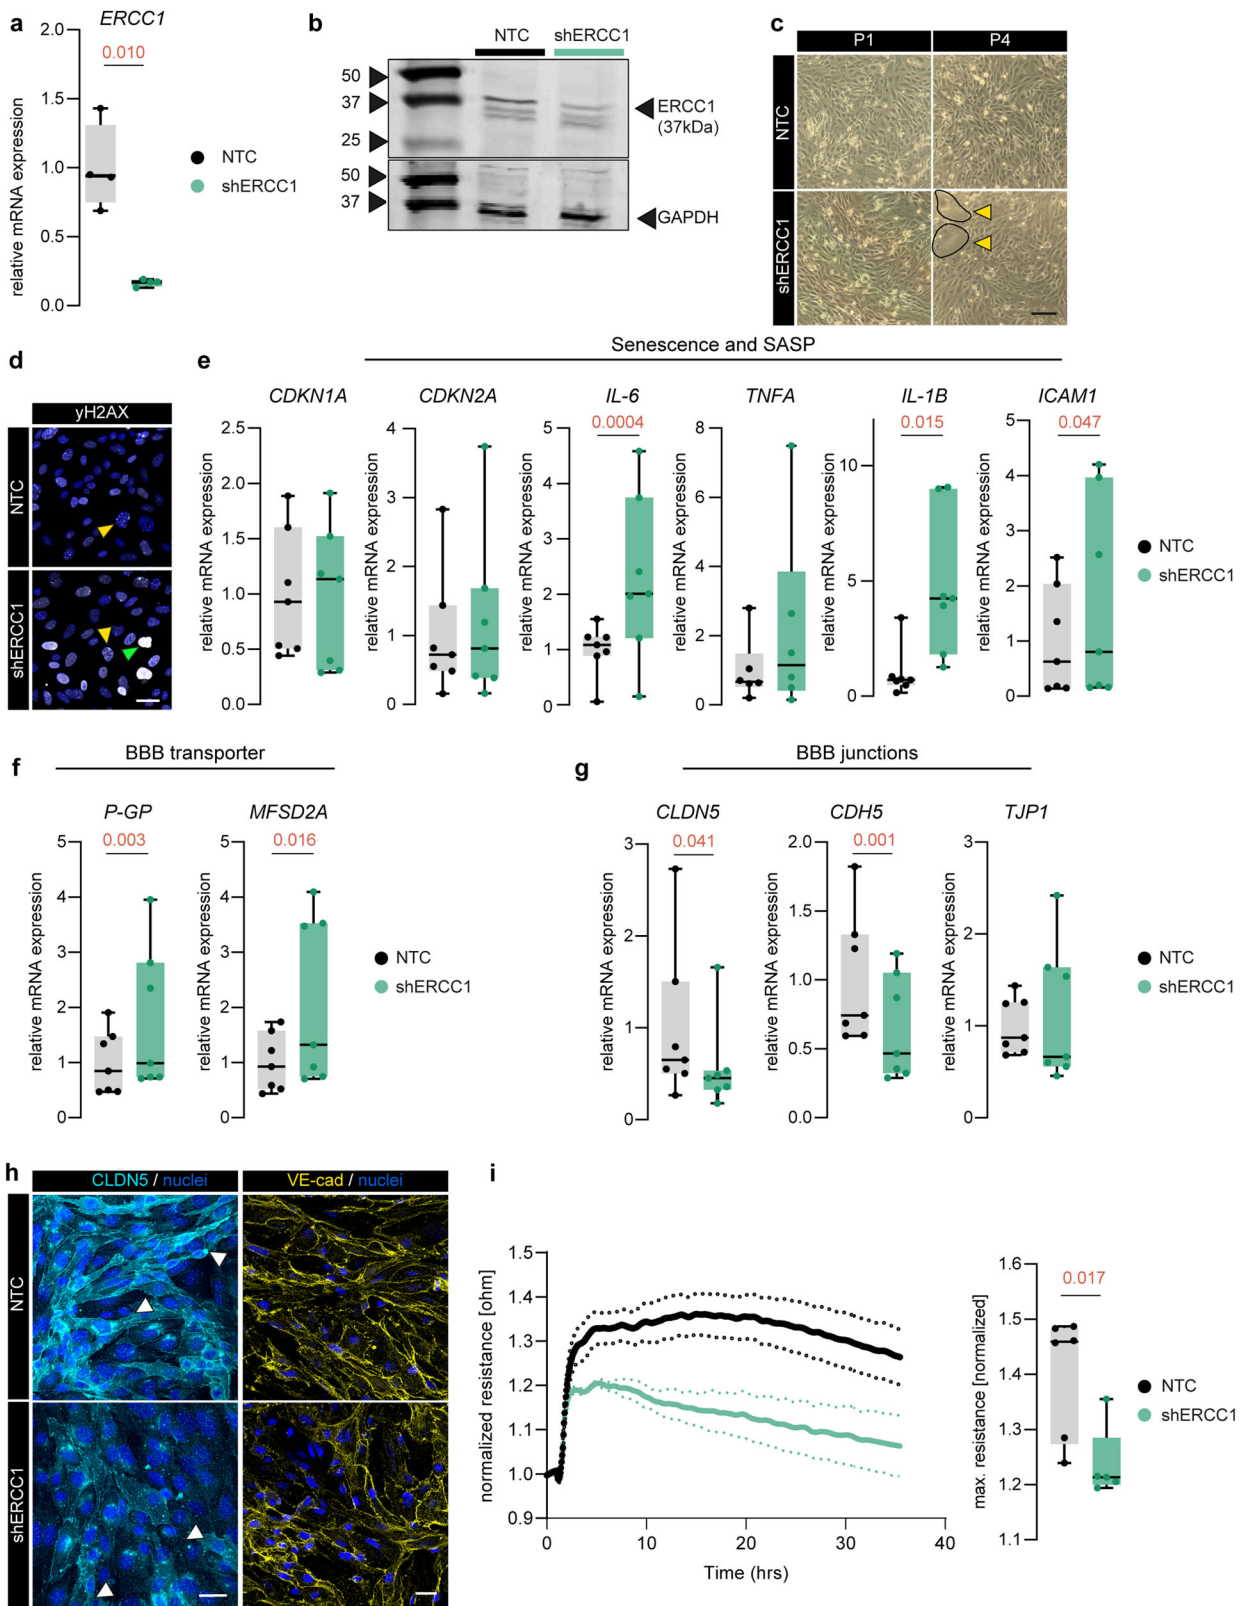 a
ERCC1
relative mRNA expression
2.0
1.5
1.0
0.5
0.0
0.010
NTC
shERCC1
b
NTC
shERCC1
50
37
25
ERCC1
(37kDa)
50
37
GAPDH
c
P1
P4
NTC
shERCC1
d
yH2AX
NTC
shERCC1
e
Senescence and SASP
CDKN1A
relative mRNA expression
2.5
2.0
1.5
1.0
0.5
0.0
CDKN2A
relative mRNA expression
4
3
2
1
0
IL-6
0.0004
relative mRNA expression
5
4
3
2
1
0
TNFA
relative mRNA expression
8
6
4
2
0
IL-1B
0.015
relative mRNA expression
10
5
0
ICAM1
0.047
relative mRNA expression
5
4
3
2
1
0
NTC
shERCC1
f
BBB transporter
P-GP
0.003
relative mRNA expression
5
4
3
2
1
0
MFSD2A
0.016
relative mRNA expression
5
4
3
2
1
0
NTC
shERCC1
g
BBB junctions
CLDN5
0.041
relative mRNA expression
3
2
1
0
CDH5
0.001
relative mRNA expression
2.0
1.5
1.0
0.5
0.0
TJP1
relative mRNA expression
3
2
1
0
NTC
shERCC1
h
CLDN5 / nuclei
VE-cad / nuclei
NTC
shERCC1
i
normalized resistance [ohm]
1.5
1.4
1.3
1.2
1.1
1.0
0.9
0
10
20
30
40
Time (hrs)
max. resistance [normalized]
1.6
1.5
1.4
1.3
1.2
1.1
0.017
NTC
shERCC1